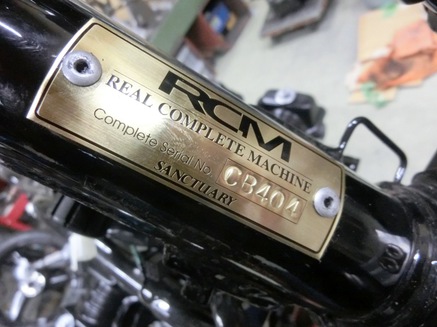 RCM
REAL COMPLETE MACHINE
Complete Serial No. CB404
SANCTUARY